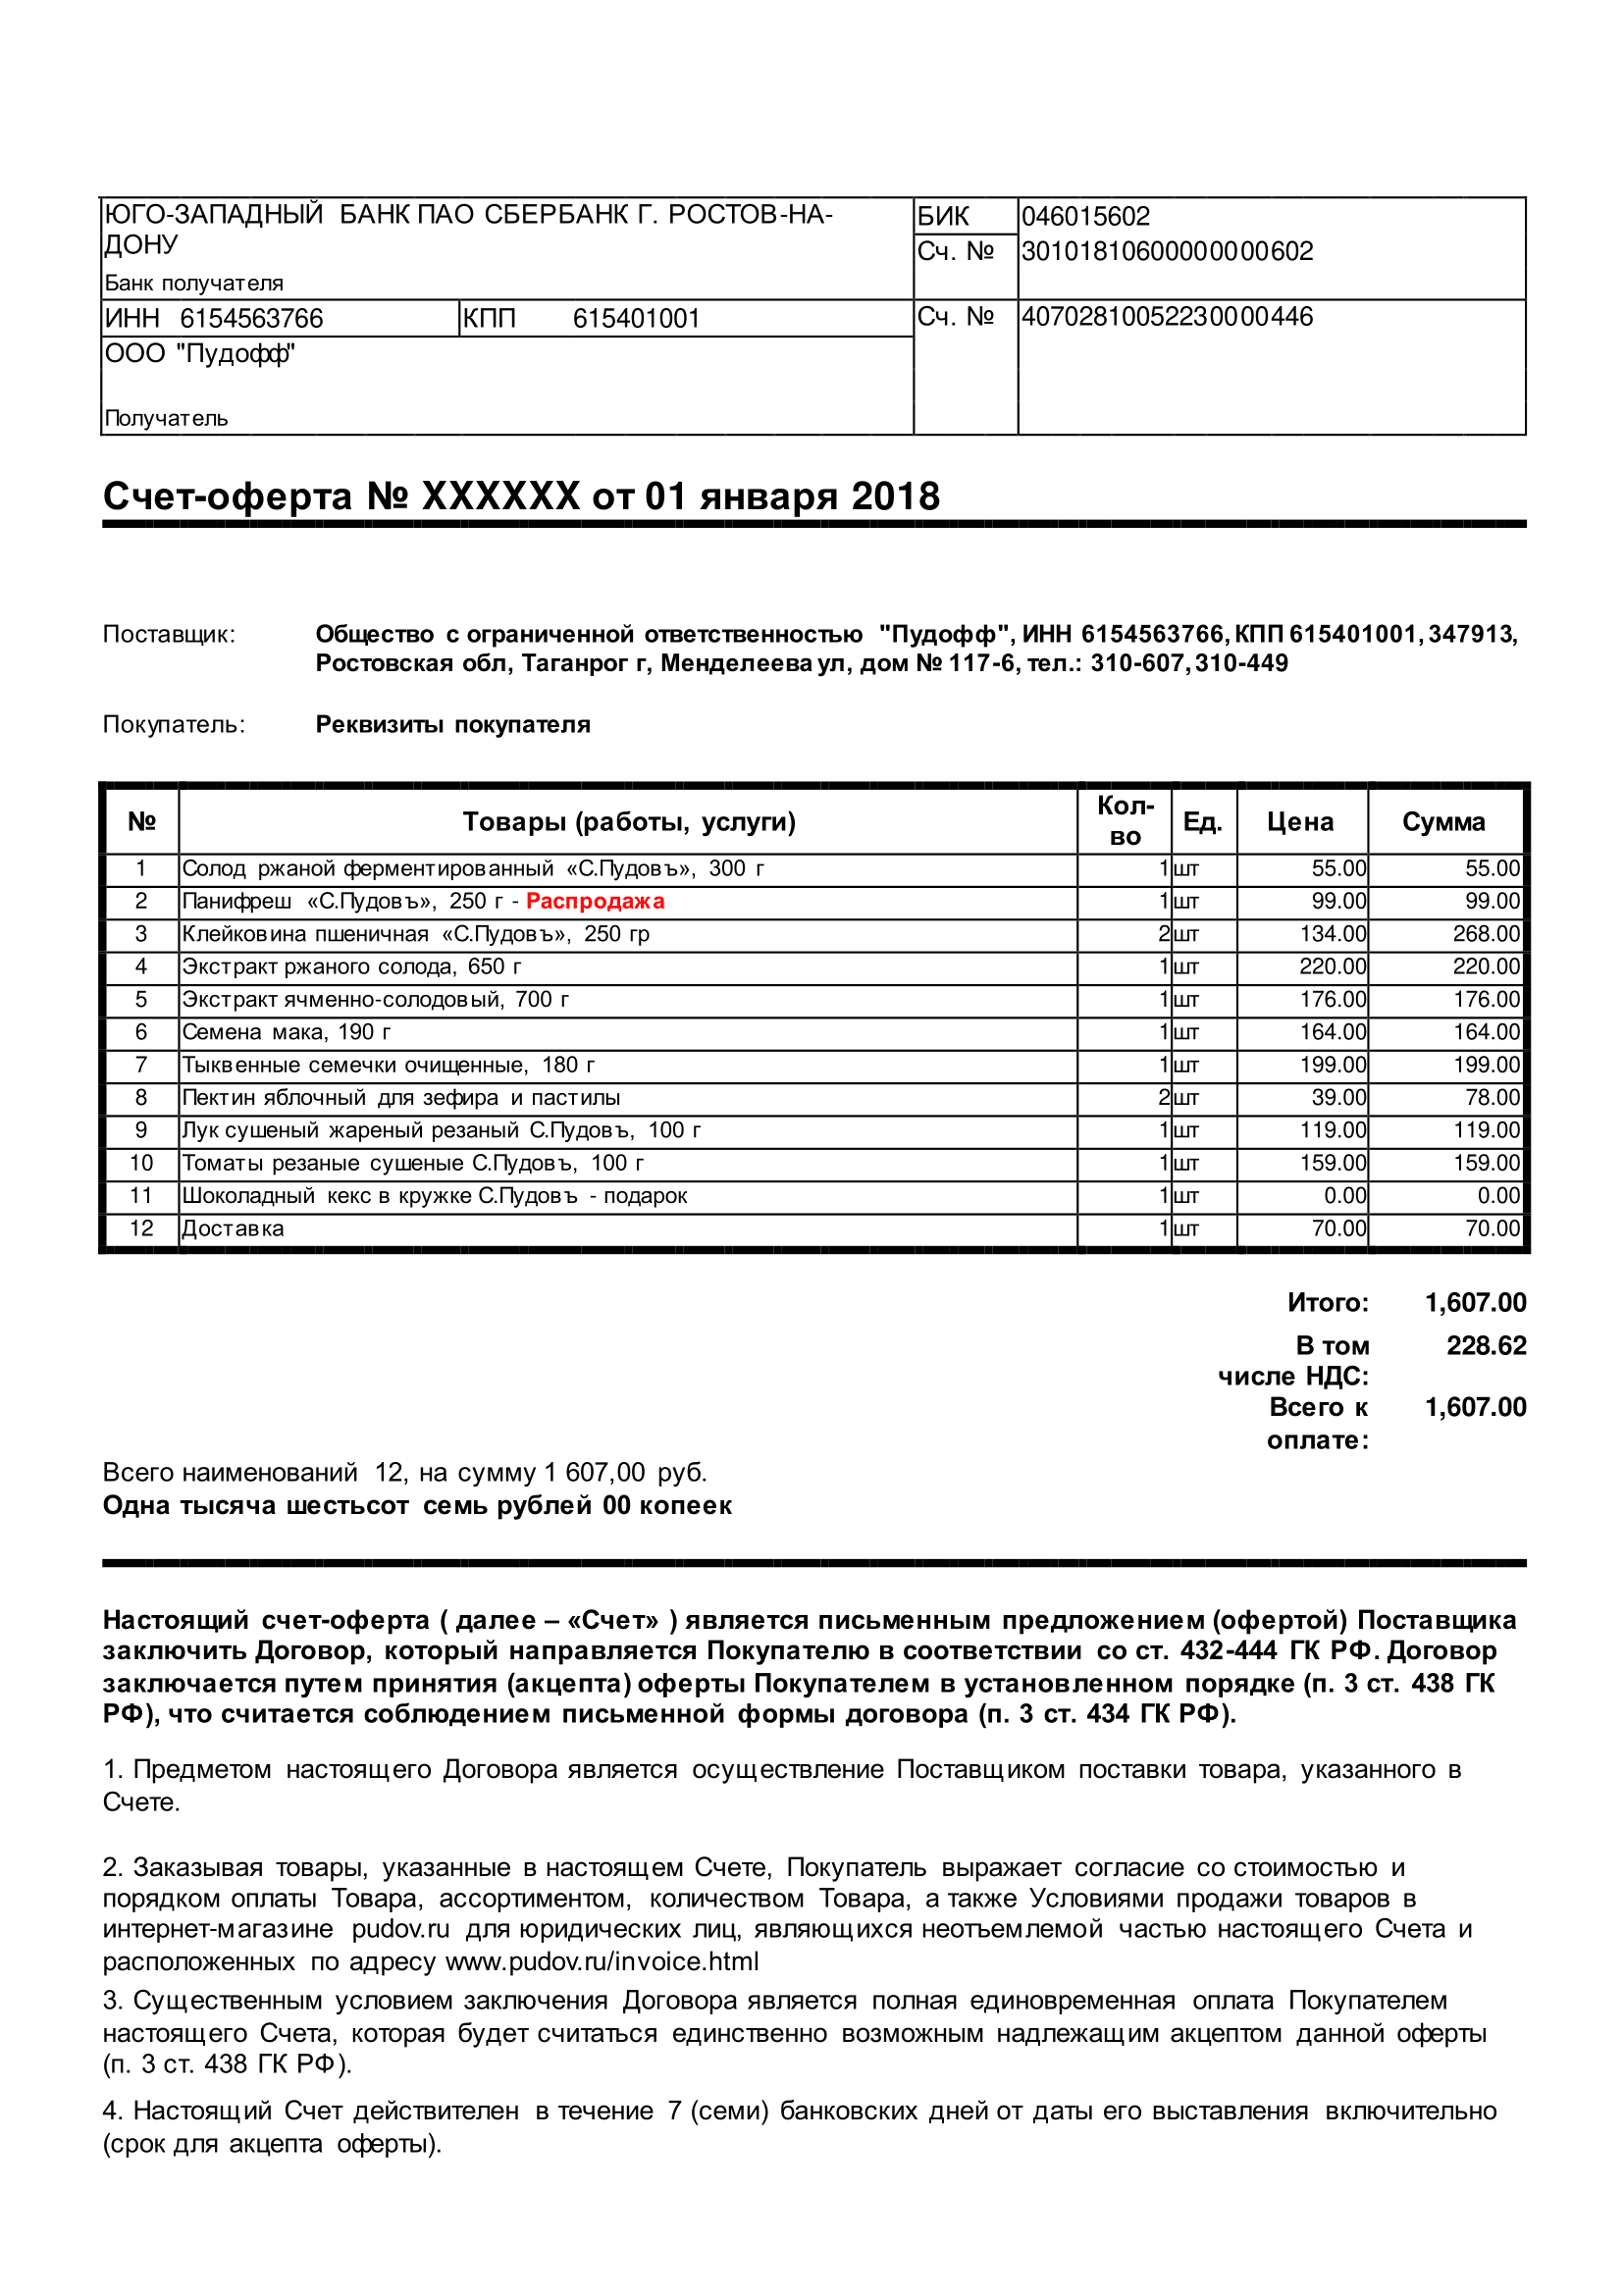 ЮГО-ЗАПАДНЫЙ БАНК ПАО СБЕРБАНК Г. РОСТОВ-НА-
ДОНУ
Банк получателя
БИК 046015602
Сч. № 30101810600000000602
ИНН 6154563766 КПП 615401001 Сч. № 40702810052230000446
ООО "Пудофф"
Получатель
Счет-оферта № XXXXXX от 01 января 2018
Поставщик: Общество с ограниченной ответственностью "Пудофф", ИНН 6154563766, КПП 615401001, 347913,
Ростовская обл, Таганрог г, Менделеева ул, дом № 117-6, тел.: 310-607, 310-449
Покупатель: Реквизиты покупателя
№ Товары (работы, услуги) Кол-во Ед. Цена Сумма
1 Солод ржаной ферментированный «С.Пудовъ», 300 г 1 шт 55.00 55.00
2 Панифреш «С.Пудовъ», 250 г - Распродажа 1 шт 99.00 99.00
3 Клейковина пшеничная «С.Пудовъ», 250 гр 2 шт 134.00 268.00
4 Экстракт ржаного солода, 650 г 1 шт 220.00 220.00
5 Экстракт ячменно-солодовый, 700 г 1 шт 176.00 176.00
6 Семена мака, 190 г 1 шт 164.00 164.00
7 Тыквенные семечки очищенные, 180 г 1 шт 199.00 199.00
8 Пектин яблочный для зефира и пастилы 2 шт 39.00 78.00
9 Лук сушеный жареный резаный С.Пудовъ, 100 г 1 шт 119.00 119.00
10 Томаты резаные сушеные С.Пудовъ, 100 г 1 шт 159.00 159.00
11 Шоколадный кекс в кружке С.Пудовъ - подарок 1 шт 0.00 0.00
12 Доставка 1 шт 70.00 70.00
Итого: 1,607.00
В том 228.62
числе НДС:
Всего к 1,607.00
оплате:
Всего наименований 12, на сумму 1 607,00 руб.
Одна тысяча шестьсот семь рублей 00 копеек
Настоящий счет-оферта ( далее – «Счет» ) является письменным предложением (офертой) Поставщика
заключить Договор, который направляется Покупателю в соответствии со ст. 432-444 ГК РФ. Договор
заключается путем принятия (акцепта) оферты Покупателем в установленном порядке (п. 3 ст. 438 ГК
РФ), что считается соблюдением письменной формы договора (п. 3 ст. 434 ГК РФ).
1. Предметом настоящего Договора является осуществление Поставщиком поставки товара, указанного в
Счете.
2. Заказывая товары, указанные в настоящем Счете, Покупатель выражает согласие со стоимостью и
порядком оплаты Товара, ассортиментом, количеством Товара, а также Условиями продажи товаров в
интернет-магазине pudov.ru для юридических лиц, являющихся неотъемлемой частью настоящего Счета и
расположенных по адресу www.pudov.ru/invoice.html
3. Существенным условием заключения Договора является полная единовременная оплата Покупателем
настоящего Счета, которая будет считаться единственно возможным надлежащим акцептом данной оферты
(п. 3 ст. 438 ГК РФ).
4. Настоящий Счет действителен в течение 7 (семи) банковских дней от даты его выставления включительно
(срок для акцепта оферты).